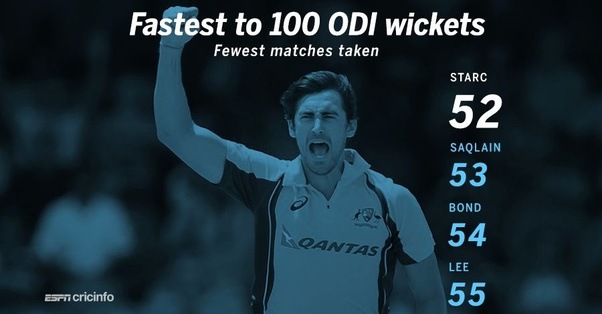 Fastest to 100 ODI wickets
Fewest matches taken
STARC
52
SAQLAIN
53
BOND
54
LEE
55
QANTAS
ESPN cricinfo